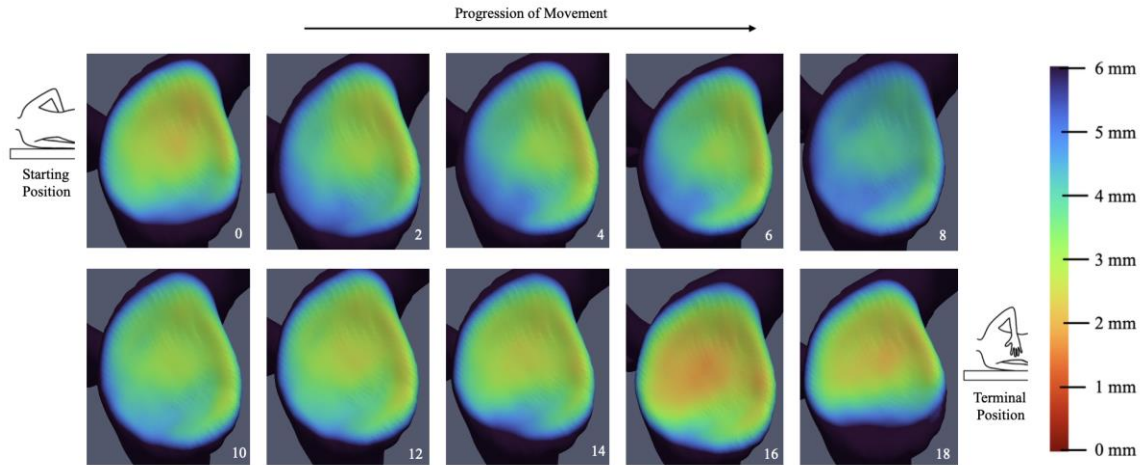 Progression of Movement
Starting
Position
0
2
4
6
8
10
12
14
16
18
Terminal
Position
6 mm
5 mm
4 mm
3 mm
2 mm
1 mm
0 mm